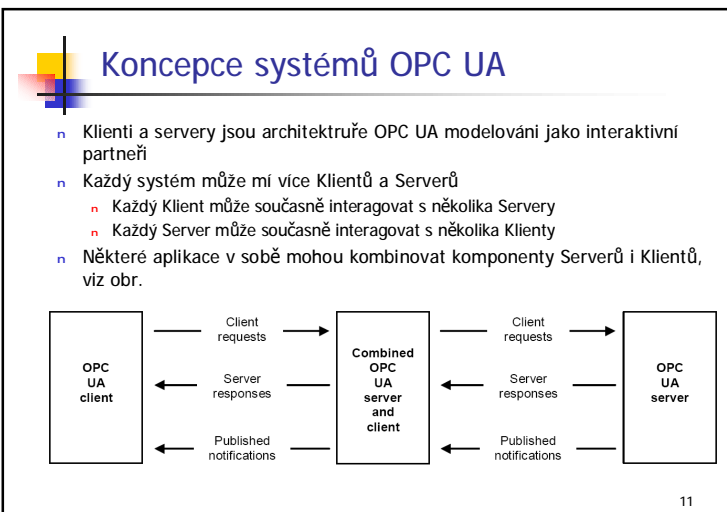 Koncepce systémů OPC UA
n Klienti a servery jsou architektruře OPC UA modelováni jako interaktivní
partneři
n Každý systém může mí více Klientů a Serverů
n Každý Klient může současně interagovat s několika Servery
n Každý Server může současně interagovat s několika Klienty
n Některé aplikace v sobě mohou kombinovat komponenty Serverů i Klientů,
viz obr.
OPC
UA
client
Client
requests
Server
responses
Published
notifications
Combined
OPC
UA
server
and
client
Client
requests
Server
responses
Published
notifications
OPC
UA
server
11